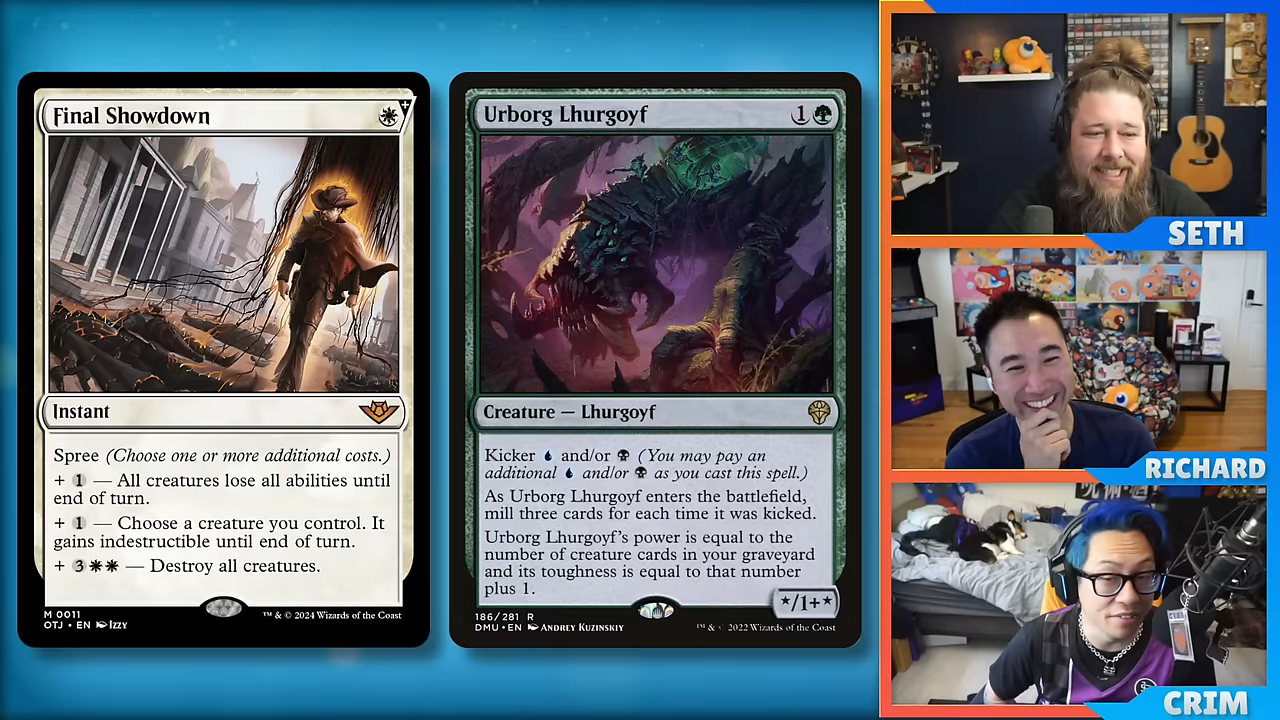 Final Showdown
Instant
Spree (Choose one or more additional costs.)
+ 1 — All creatures lose all abilities until
end of turn.
+ 1 — Choose a creature you control. It
gains indestructible until end of turn.
+ 3 — Destroy all creatures.
M 0011
OTJ • EN Izzy
™ & © 2024 Wizards of the Coast
Urborg Lhurgoyf
1
Creature — Lhurgoyf
Kicker and/or (You may pay an
additional and/or as you cast this spell.)
As Urborg Lhurgoyf enters the battlefield,
mill three cards for each time it was kicked.
Urborg Lhurgoyf's power is equal to the
number of creature cards in your graveyard
and its toughness is equal to that number
plus 1.
*/1+*
186/281 R
DMU • EN Andrey Kuzinskiy
™ & © 2022 Wizards of the Coast
SETH
RICHARD
CRIM